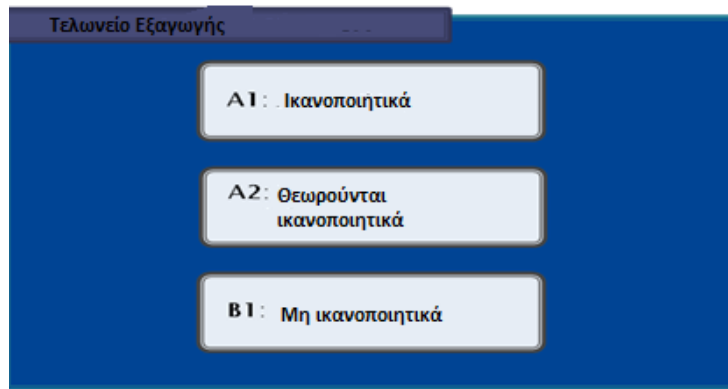 Τελωνείο Εξαγωγής
A1: Ικανοποιητικά
A2: Θεωρούνται
ικανοποιητικά
B1: Μη ικανοποιητικά